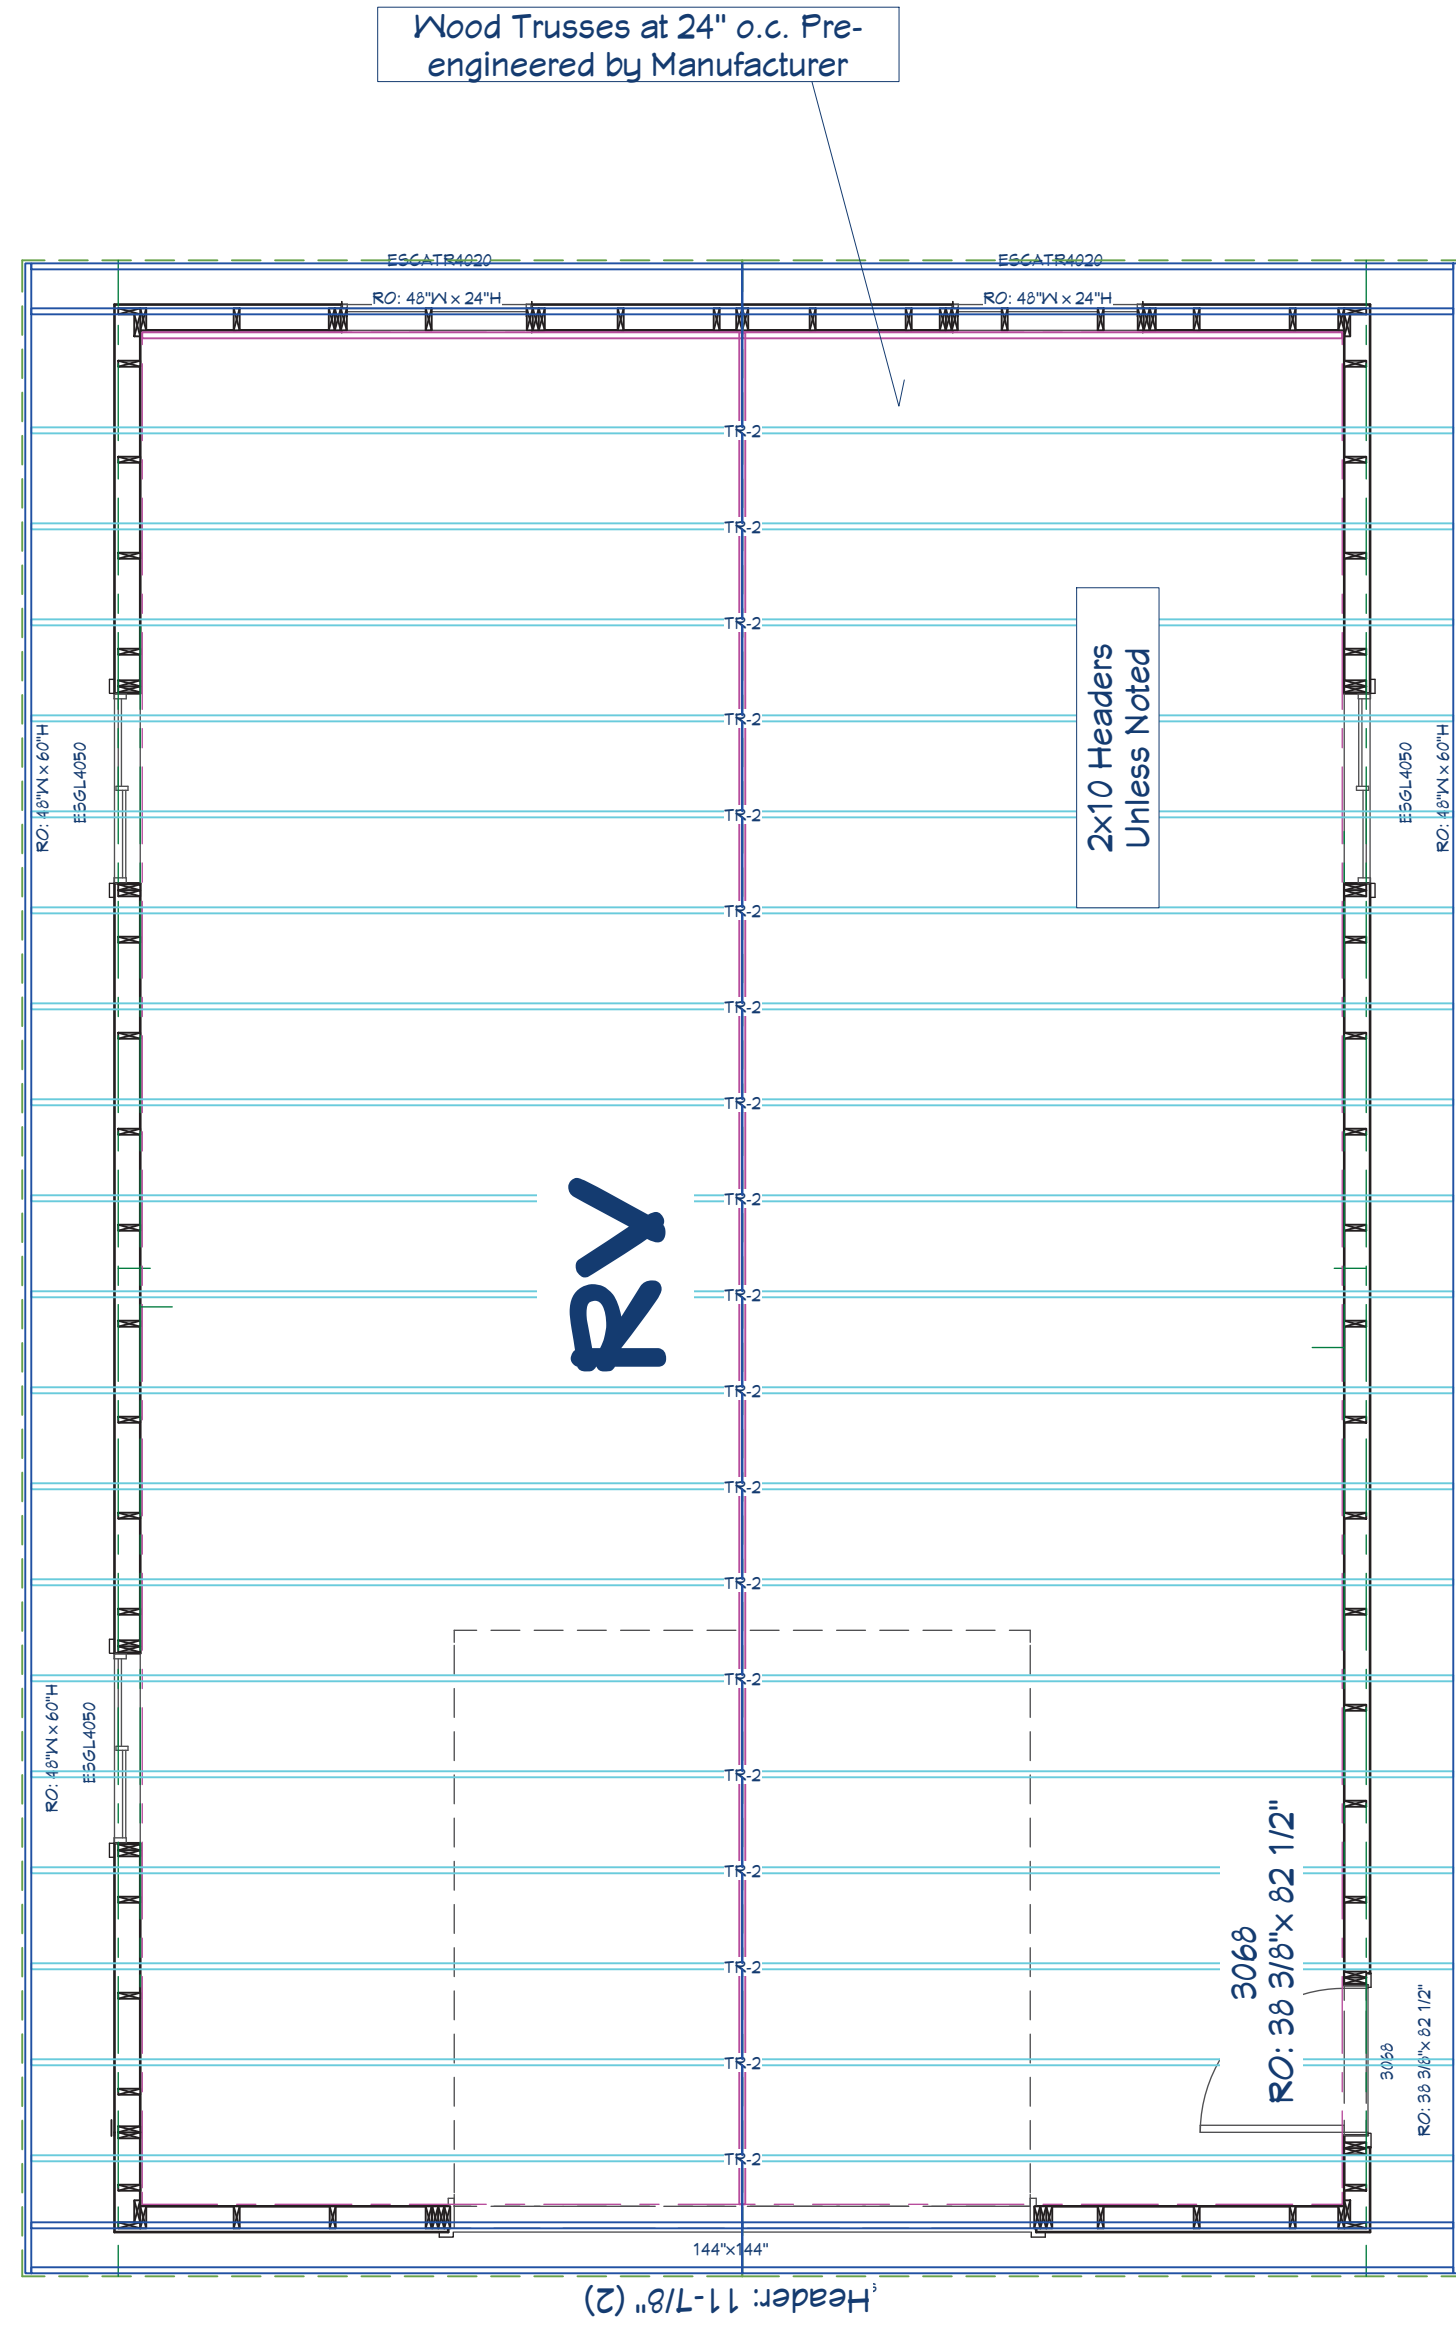 Wood Trusses at 24" o.c. Pre-
engineered by Manufacturer
ESCATR4020
ESCATR4020
RO: 48"W x 24"H
RO: 48"W x 24"H
TR-2
TR-2
TR-2
2x10 Headers
Unless Noted
TR-2
RO: 48"W x 60"H
ESGL4050
ESGL4050
RO: 48"W x 60"H
TR-2
TR-2
TR-2
TR-2
TR-2
RV
TR-2
TR-2
TR-2
TR-2
TR-2
RO: 48"W x 60"H
ESGL4050
TR-2
TR-2
3068
RO: 38 3/8"x 82 1/2"
TR-2
TR-2
3068
RO: 38 3/8"x 82 1/2"
TR-2
144"x144"
Header: 11-7/8" (2)